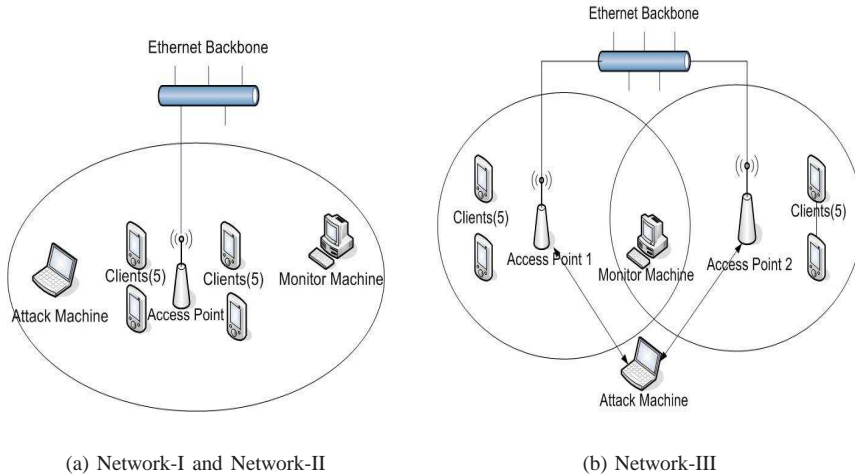 Ethernet Backbone
Clients(5)
Clients(5)
Monitor Machine
Attack Machine
Access Point
(a) Network-I and Network-II
Ethernet Backbone
Clients(5)
Clients(5)
Access Point 1
Monitor Machine
Access Point 2
Attack Machine
(b) Network-III